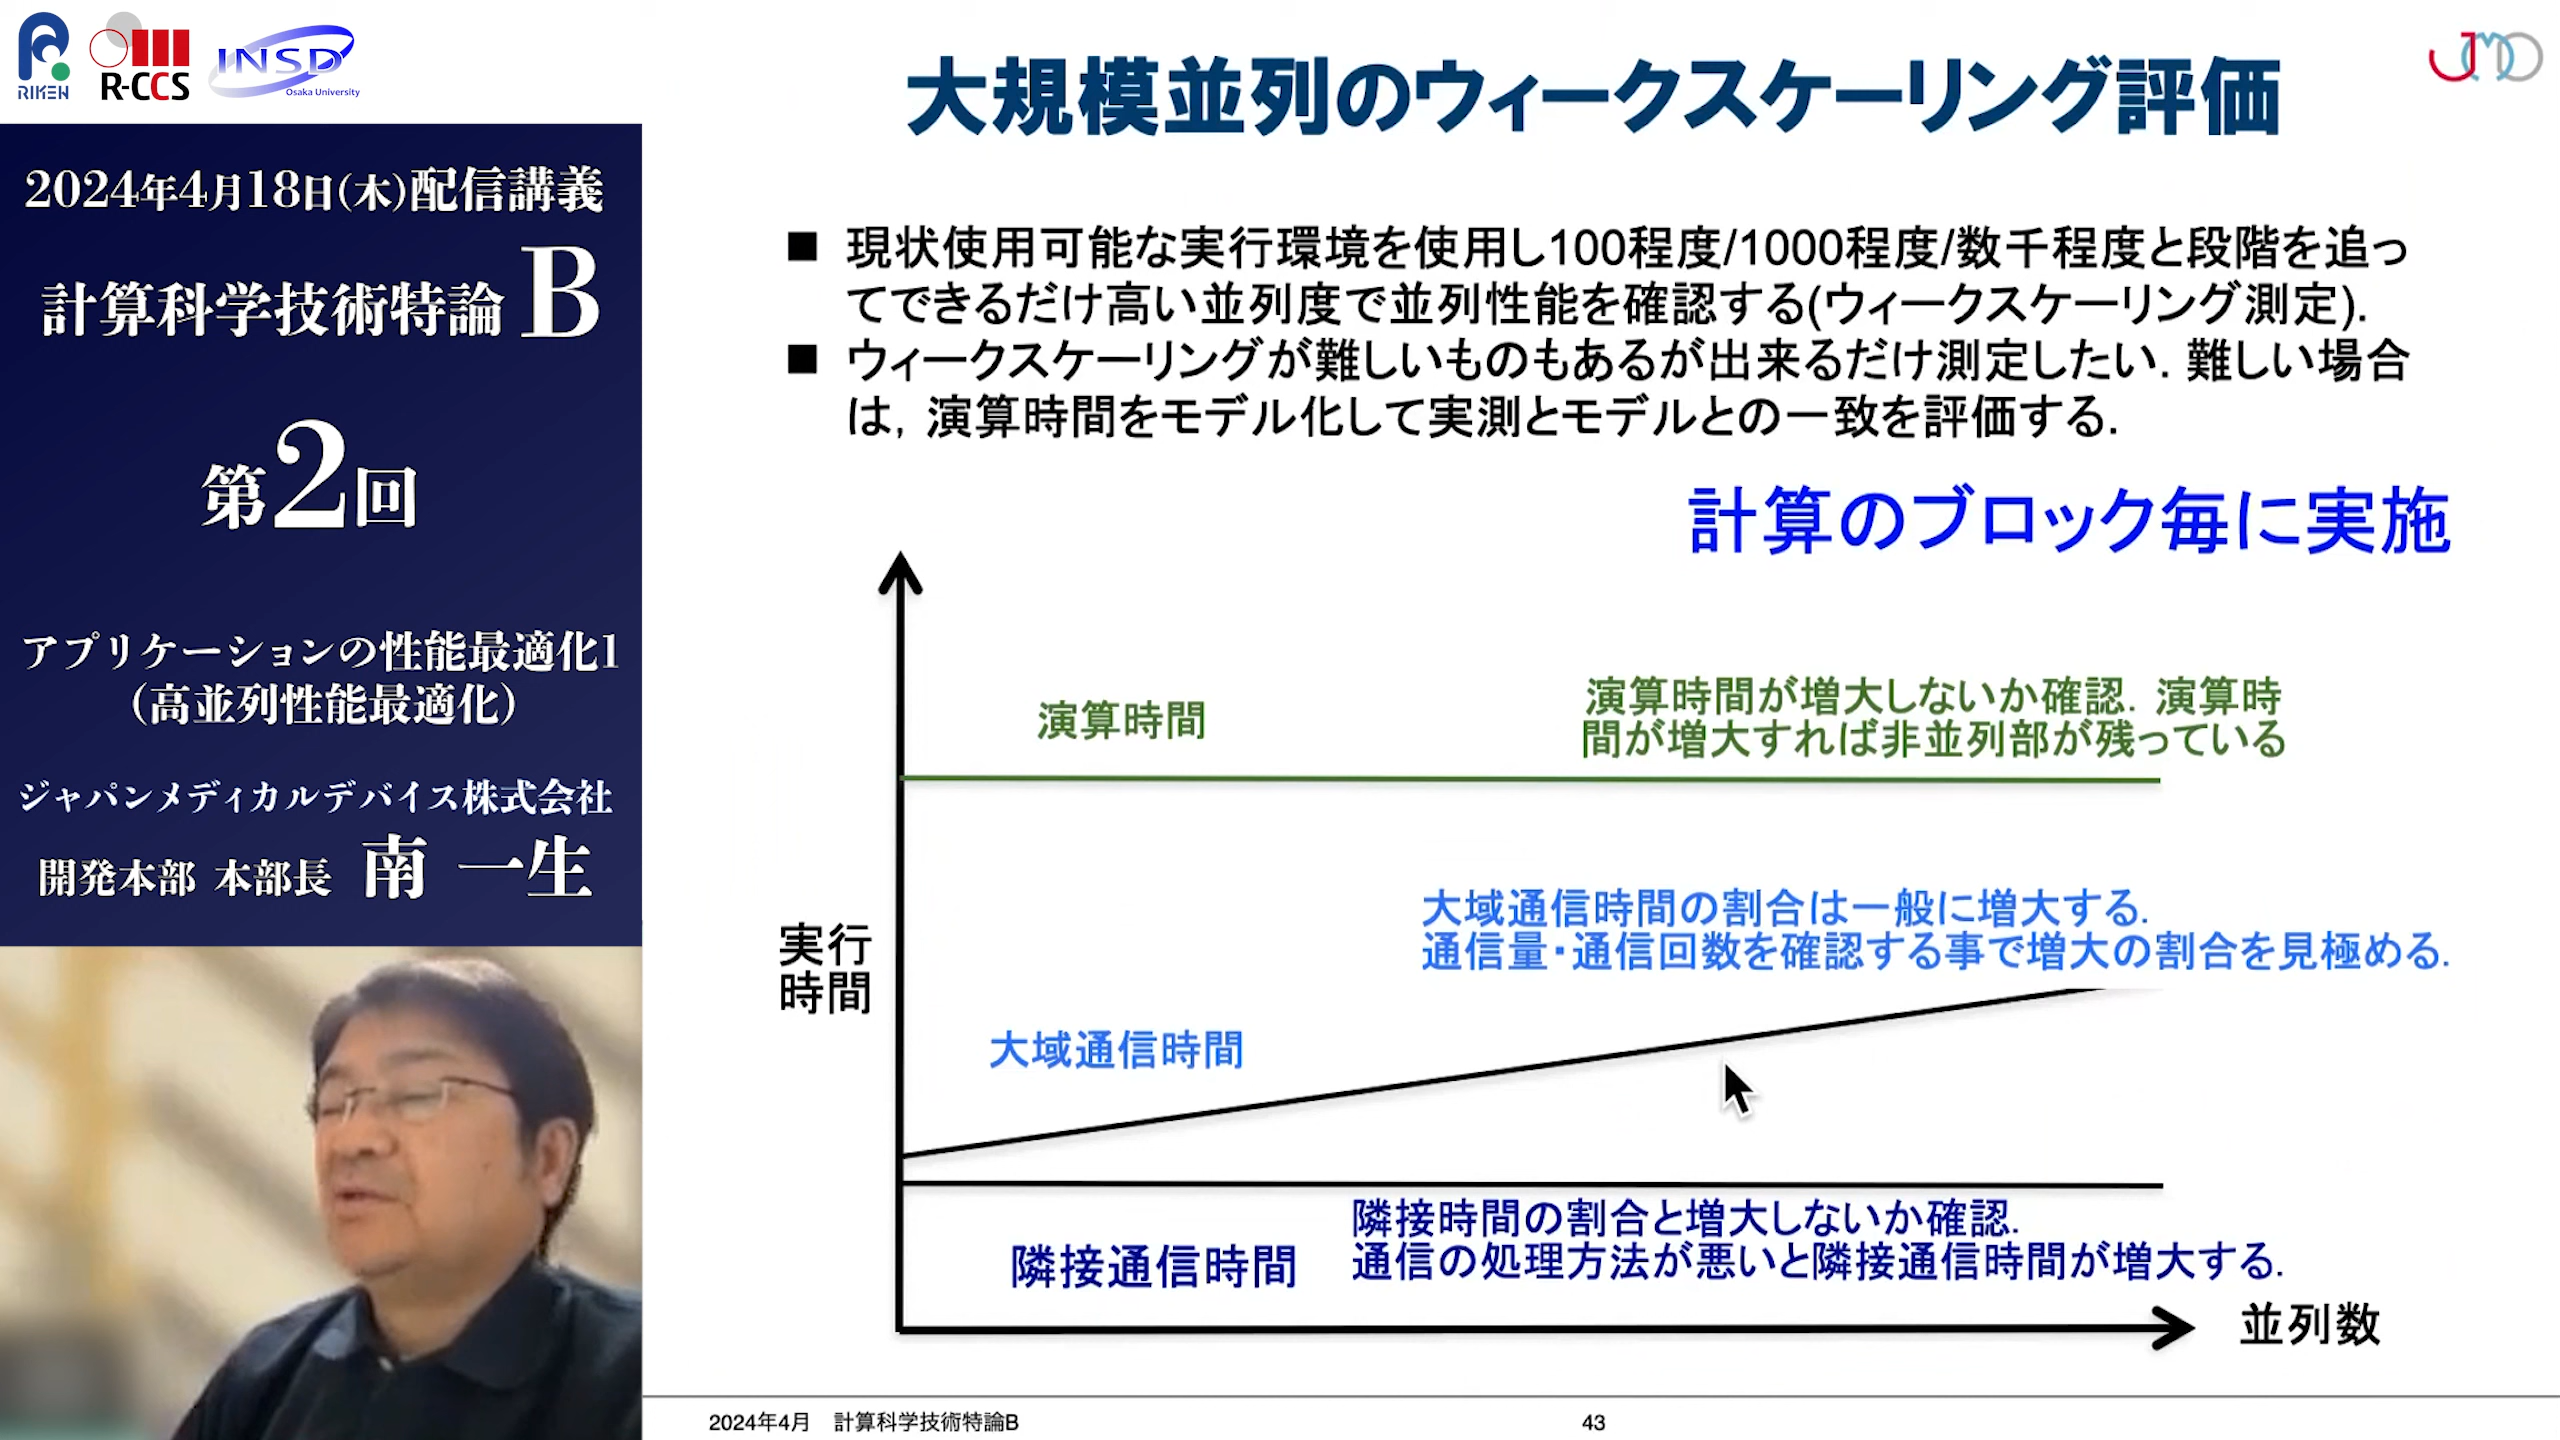 RIKEN
R-CCS
INSD
Osaka University
2024年4月18日(木)配信講義
計算科学技術特論 B
第2回
アプリケーションの性能最適化1
(高並列性能最適化)
ジャパンメディカルデバイス株式会社
開発本部 本部長 南 一生
大規模並列のウィークスケーリング評価
JMD
■ 現状使用可能な実行環境を使用し100程度/1000程度/数千程度と段階を追っ
てできるだけ高い並列度で並列性能を確認する(ウィークスケーリング測定).
■ ウィークスケーリングが難しいものもあるが出来るだけ測定したい. 難しい場合
は, 演算時間をモデル化して実測とモデルとの一致を評価する.
計算のブロック毎に実施
演算時間
演算時間が増大しないか確認. 演算時
間が増大すれば非並列部が残っている
実行
時間
大域通信時間の割合は一般に増大する.
通信量・通信回数を確認する事で増大の割合を見極める.
大域通信時間
隣接通信時間
隣接時間の割合と増大しないか確認.
通信の処理方法が悪いと隣接通信時間が増大する.
並列数
2024年4月 計算科学技術特論B
43